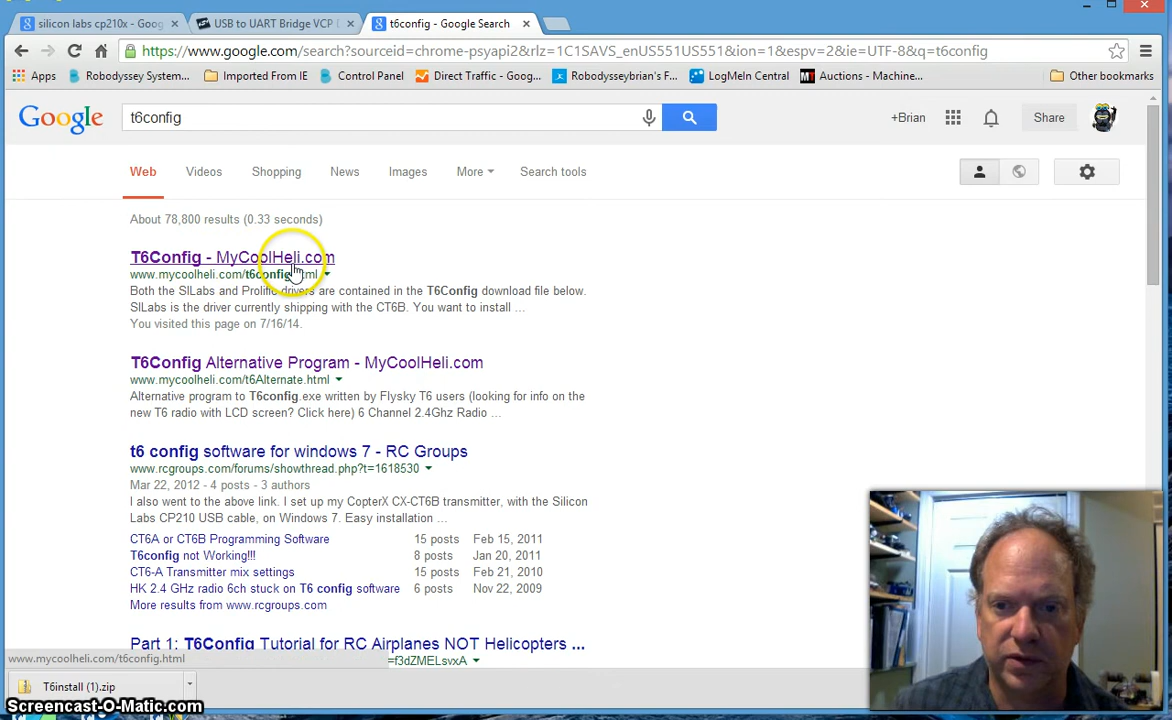 silicon labs cp210x - Goog
USB to UART Bridge VCP D
t6config - Google Search
https://www.google.com/search?sourceid=chrome-psyapi2&rlz=1C1SAVS_enUS551US551&ion=1&espv=2&ie=UTF-8&q=t6config
Apps
Robodyssey System...
Imported From IE
Control Panel
Direct Traffic - Goog...
Robodysseybrian's F...
LogMeIn Central
Auctions - Machine...
Other bookmarks
Google
t6config
+Brian
Share
Web
Videos
Shopping
News
Images
More
Search tools
About 78,800 results (0.33 seconds)
T6Config - MyCoolHeli.com
www.mycoolheli.com/t6config.html
Both the SILabs and Prolific drivers are contained in the T6Config download file below.
SILabs is the driver currently shipping with the CT6B. You want to install ...
You visited this page on 7/16/14.
T6Config Alternative Program - MyCoolHeli.com
www.mycoolheli.com/t6Alternate.html
Alternative program to T6config.exe written by Flysky T6 users (looking for info on the
new T6 radio with LCD screen? Click here) 6 Channel 2.4Ghz Radio ...
t6 config software for windows 7 - RC Groups
www.rcgroups.com/forums/showthread.php?t=1618530
Mar 22, 2012 - 4 posts - 3 authors
I also went to the above link. I set up my CopterX CX-CT6B transmitter, with the Silicon
Labs CP210 USB cable, on Windows 7. Easy installation ...
CT6A or CT6B Programming Software 15 posts Feb 15, 2011
T6config not Working!!! 8 posts Jan 20, 2011
CT6-A Transmitter mix settings 15 posts Feb 21, 2010
HK 2.4 GHz radio 6ch stuck on T6 config software 6 posts Nov 22, 2009
More results from www.rcgroups.com
Part 1: T6Config Tutorial for RC Airplanes NOT Helicopters ...
www.mycoolheli.com/t6config.html
=f3dZMELsvxA
T6install (1).zip
Screencast-O-Matic.com